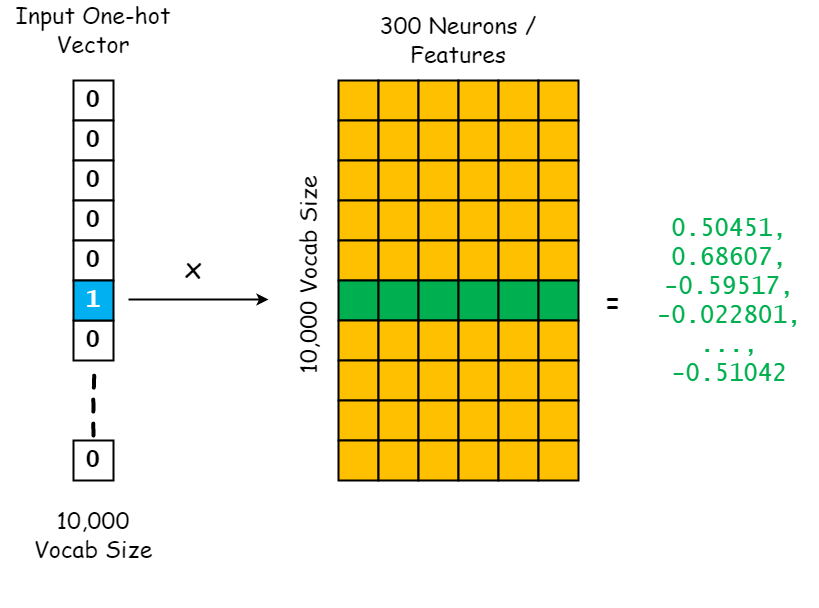 Input One-hot
Vector
0
0
0
0
0
1
0
0
10,000
Vocab Size
x
300 Neurons /
Features
10,000 Vocab Size
=
0.50451,
0.68607,
-0.59517,
-0.022801,
...,
-0.51042